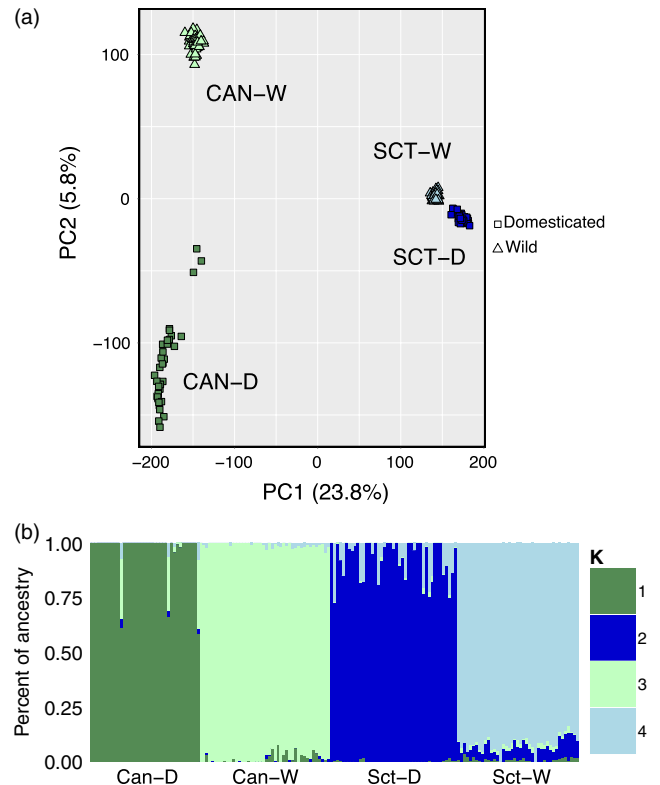 (a)
100
0
−100
PC2 (5.8%)
CAN−W
SCT−W
SCT−D
CAN−D
Domesticated
Wild
−200 −100 0 100 200
PC1 (23.8%)
(b)
Percent of ancestry
1.00
0.75
0.50
0.25
0.00
Can−D Can−W Sct−D Sct−W
K
1
2
3
4